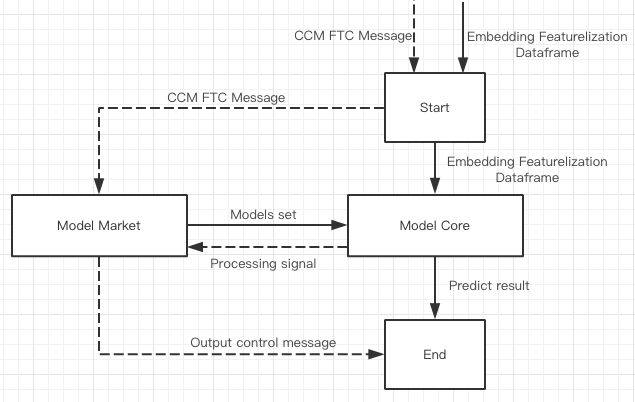 CCM FTC Message
Embedding Featurelization
Dataframe
CCM FTC Message
Start
Embedding Featurelization
Dataframe
Model Market
Models set
Model Core
Processing signal
Predict result
Output control message
End